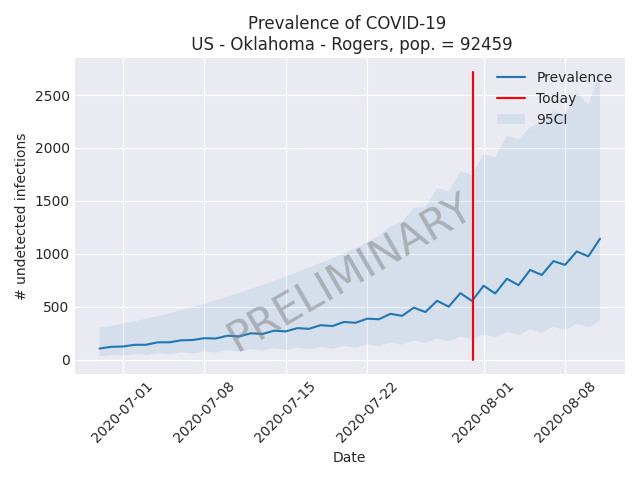 Prevalence of COVID-19
US - Oklahoma - Rogers, pop. = 92459
Prevalence
Today
95CI
2500
2000
1500
1000
500
0
# undetected infections
PRELIMINARY
2020-07-01
2020-07-08
2020-07-15
2020-07-22
2020-08-01
2020-08-08
Date